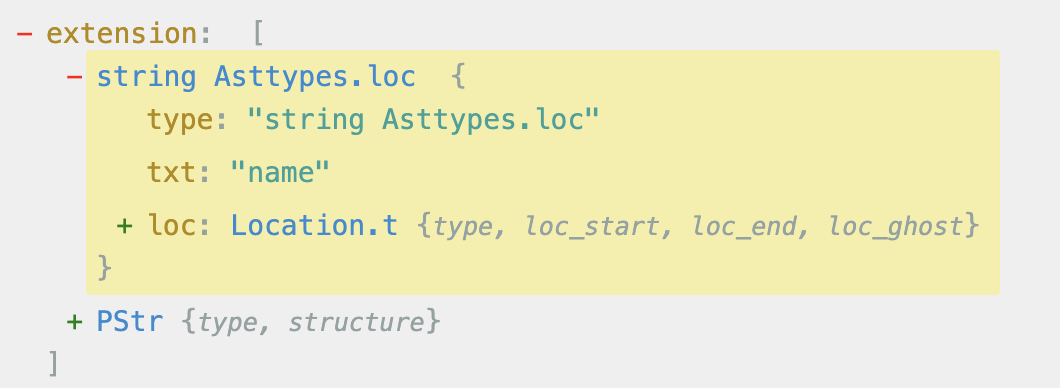 − extension: [
− string Asttypes.loc {
type: "string Asttypes.loc"
txt: "name"
+ loc: Location.t {type, loc_start, loc_end, loc_ghost}
}
+ PStr {type, structure}
]